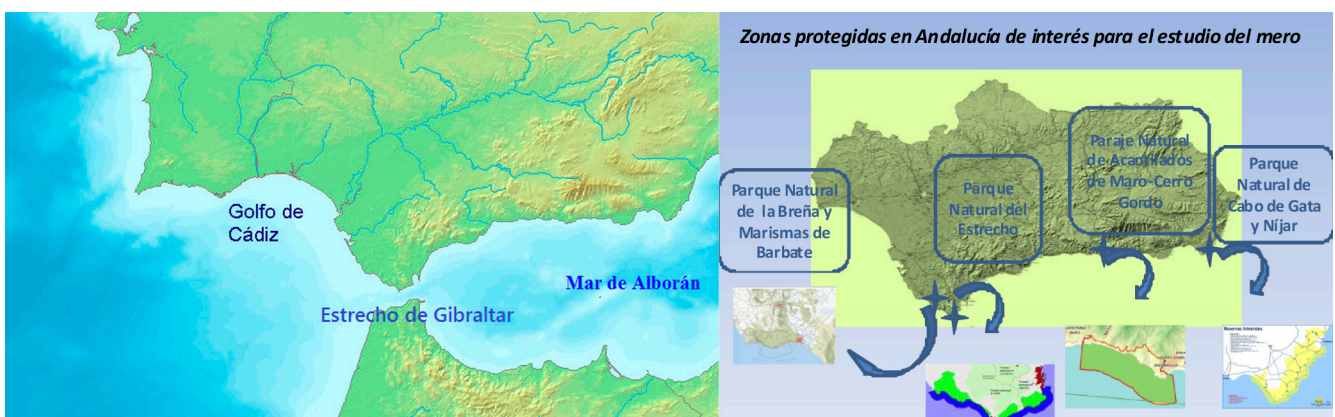 Golfo de
Cádiz
Mar de Alborán
Estrecho de Gibraltar
Zonas protegidas en Andalucía de interés para el estudio del mero
Parque Natural
de la Breña y
Marismas de
Barbate
Parque
Natural del
Estrecho
Paraje Natural
de Acantilados
de Maro-Cerro
Gordo
Parque
Natural de
Cabo de Gata
y Níjar
Reservas Integrales